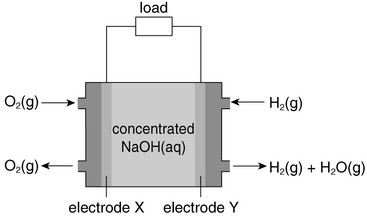 load
O₂(g)
H₂(g)
concentrated
NaOH(aq)
O₂(g)
H₂(g) + H₂O(g)
electrode X
electrode Y